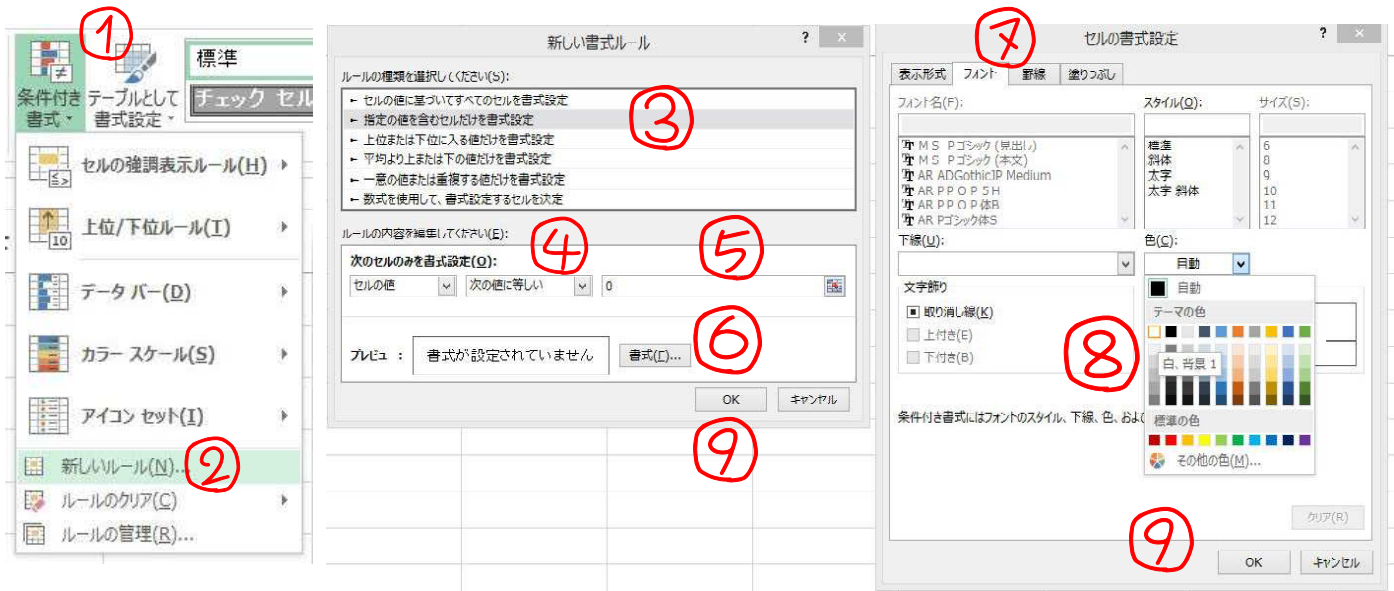 ①
標準
条件付き
書式
テーブルとして
書式設定
チェック セル
セルの強調表示ルール(H)
上位/下位ルール(T)
データ バー(D)
カラー スケール(S)
アイコン セット(I)
新しいルール(N)...
②
ルールのクリア(C)
ルールの管理(R)...
新しい書式ルール
? ×
ルールの種類を選択してください(S):
► セルの値に基づいてすべてのセルを書式設定
► 指定の値を含むセルだけを書式設定
③
► 上位または下位に入る値だけを書式設定
► 平均より上または下の値だけを書式設定
► 一意の値または重複する値だけを書式設定
► 数式を使用して、書式設定するセルを決定
ルールの内容を編集してください(E):
④
⑤
次のセルのみを書式設定(O):
セルの値
次の値に等しい
0
⑥
プレビュー :
書式が設定されていません
書式(F)...
OK
キャンセル
⑨
⑦
セルの書式設定
? ×
表示形式
フォント
罫線
塗りつぶし
フォント名(F):
スタイル(O):
サイズ(S):
MS Pゴシック (見出し)
MS Pゴシック (本文)
AR ADGothicJP Medium
AR PPOP5H
AR PPOP体B
AR Pゴシック体S
標準
斜体
太字
太字 斜体
6
8
9
10
11
12
下線(U):
色(C):
自動
自動
テーマの色
白、背景 1
標準の色
その他の色(M)...
文字飾り
取り消し線(K)
上付き(E)
下付き(B)
⑧
条件付き書式にはフォントのスタイル、下線、色、およ
クリア(R)
⑨
OK
キャンセル